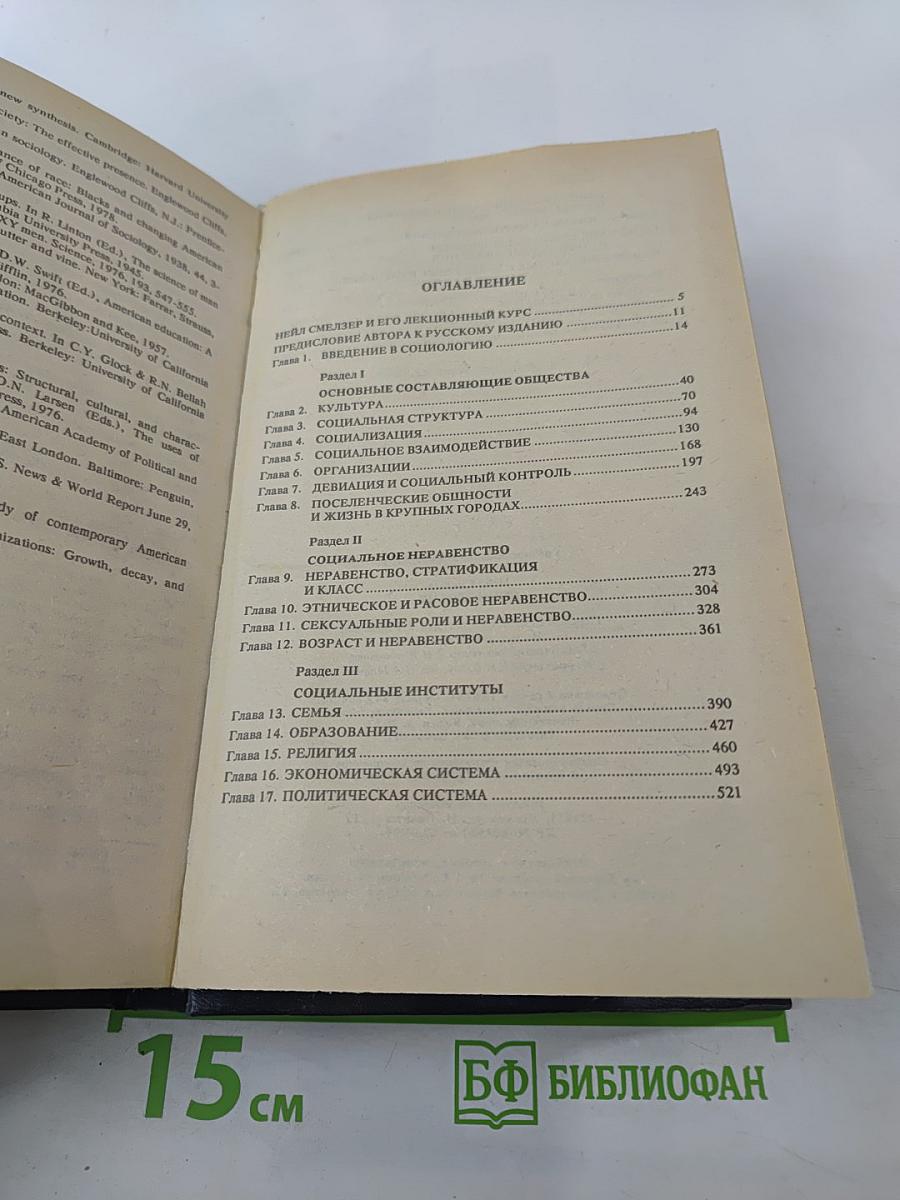 new synthesis. Cambridge: Harvard University
ciety: The effective presence. Englewood Cliffs,
n sociology. Englewood Cliffs, N.J.: Prentice-
ance of race: Blacks and changing American
Chicago Press, 1978.
American Journal of Sociology, 1938, 44, 3-
ups. In R. Linton (Ed.), The science of man
bia University Press, 1945.
XY men. Science, 1976, 193, 547-555.
utter and vine. New York: Farrar, Strauss,
D.W. Swift (Ed.), American education: A
ifflin, 1976.
don: MacGibbon and Kee, 1957.
ation. Berkeley:University of California
context. In C.Y. Glock & R.N. Bellah
ss. Berkeley: University of California
s: Structural, cultural, and charac-
O.N. Larsen (Eds.), The uses of
ress, 1976.
American Academy of Political and
East London. Baltimore: Penguin,
S. News & World Report June 29,
dy of contemporary American
nizations: Growth, decay, and
ОГЛАВЛЕНИЕ
НЕЙЛ СМЕЛЗЕР И ЕГО ЛЕКЦИОННЫЙ КУРС 5
ПРЕДИСЛОВИЕ АВТОРА К РУССКОМУ ИЗДАНИЮ 11
Глава 1. ВВЕДЕНИЕ В СОЦИОЛОГИЮ 14
Раздел I
ОСНОВНЫЕ СОСТАВЛЯЮЩИЕ ОБЩЕСТВА
Глава 2. КУЛЬТУРА 40
Глава 3. СОЦИАЛЬНАЯ СТРУКТУРА 70
Глава 4. СОЦИАЛИЗАЦИЯ 94
Глава 5. СОЦИАЛЬНОЕ ВЗАИМОДЕЙСТВИЕ 130
Глава 6. ОРГАНИЗАЦИИ 168
Глава 7. ДЕВИАЦИЯ И СОЦИАЛЬНЫЙ КОНТРОЛЬ 197
Глава 8. ПОСЕЛЕНЧЕСКИЕ ОБЩНОСТИ
И ЖИЗНЬ В КРУПНЫХ ГОРОДАХ 243
Раздел II
СОЦИАЛЬНОЕ НЕРАВЕНСТВО
Глава 9. НЕРАВЕНСТВО, СТРАТИФИКАЦИЯ
И КЛАСС 273
Глава 10. ЭТНИЧЕСКОЕ И РАСОВОЕ НЕРАВЕНСТВО 304
Глава 11. СЕКСУАЛЬНЫЕ РОЛИ И НЕРАВЕНСТВО 328
Глава 12. ВОЗРАСТ И НЕРАВЕНСТВО 361
Раздел III
СОЦИАЛЬНЫЕ ИНСТИТУТЫ
Глава 13. СЕМЬЯ 390
Глава 14. ОБРАЗОВАНИЕ 427
Глава 15. РЕЛИГИЯ 460
Глава 16. ЭКОНОМИЧЕСКАЯ СИСТЕМА 493
Глава 17. ПОЛИТИЧЕСКАЯ СИСТЕМА 521
15 см
БФ БИБЛИОФАН